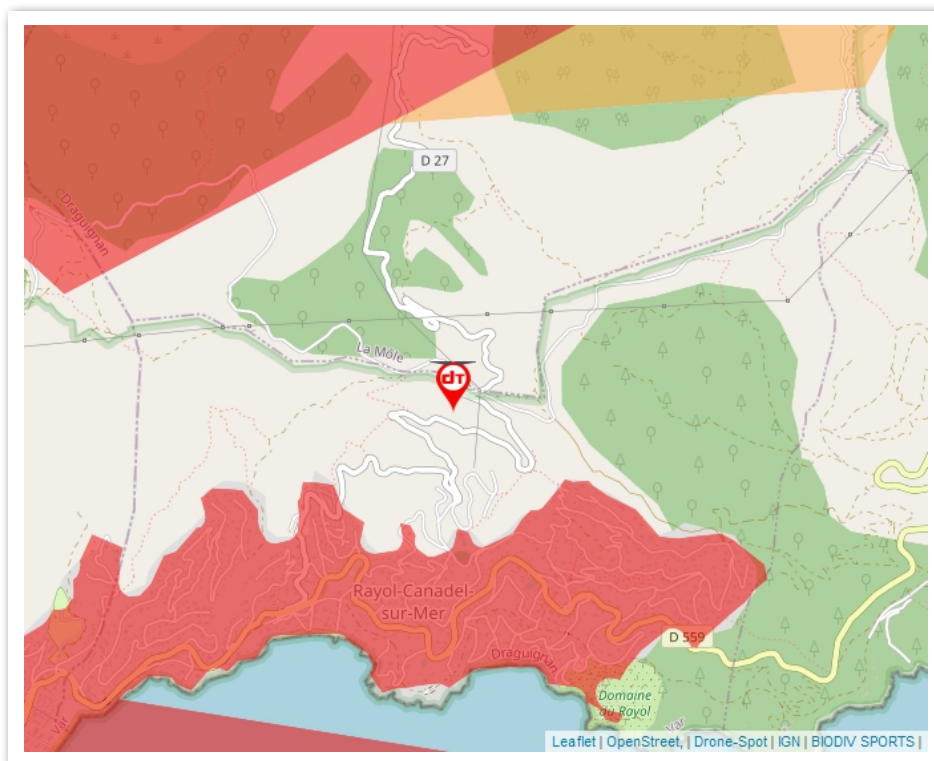 D 27
Draguignan
La Môle
dT
Rayol-Canadel-
sur-Mer
D 559
Draguignan
Domaine
du Rayol
Var
Var
Leaflet | OpenStreet, | Drone-Spot | IGN | BIODIV SPORTS |